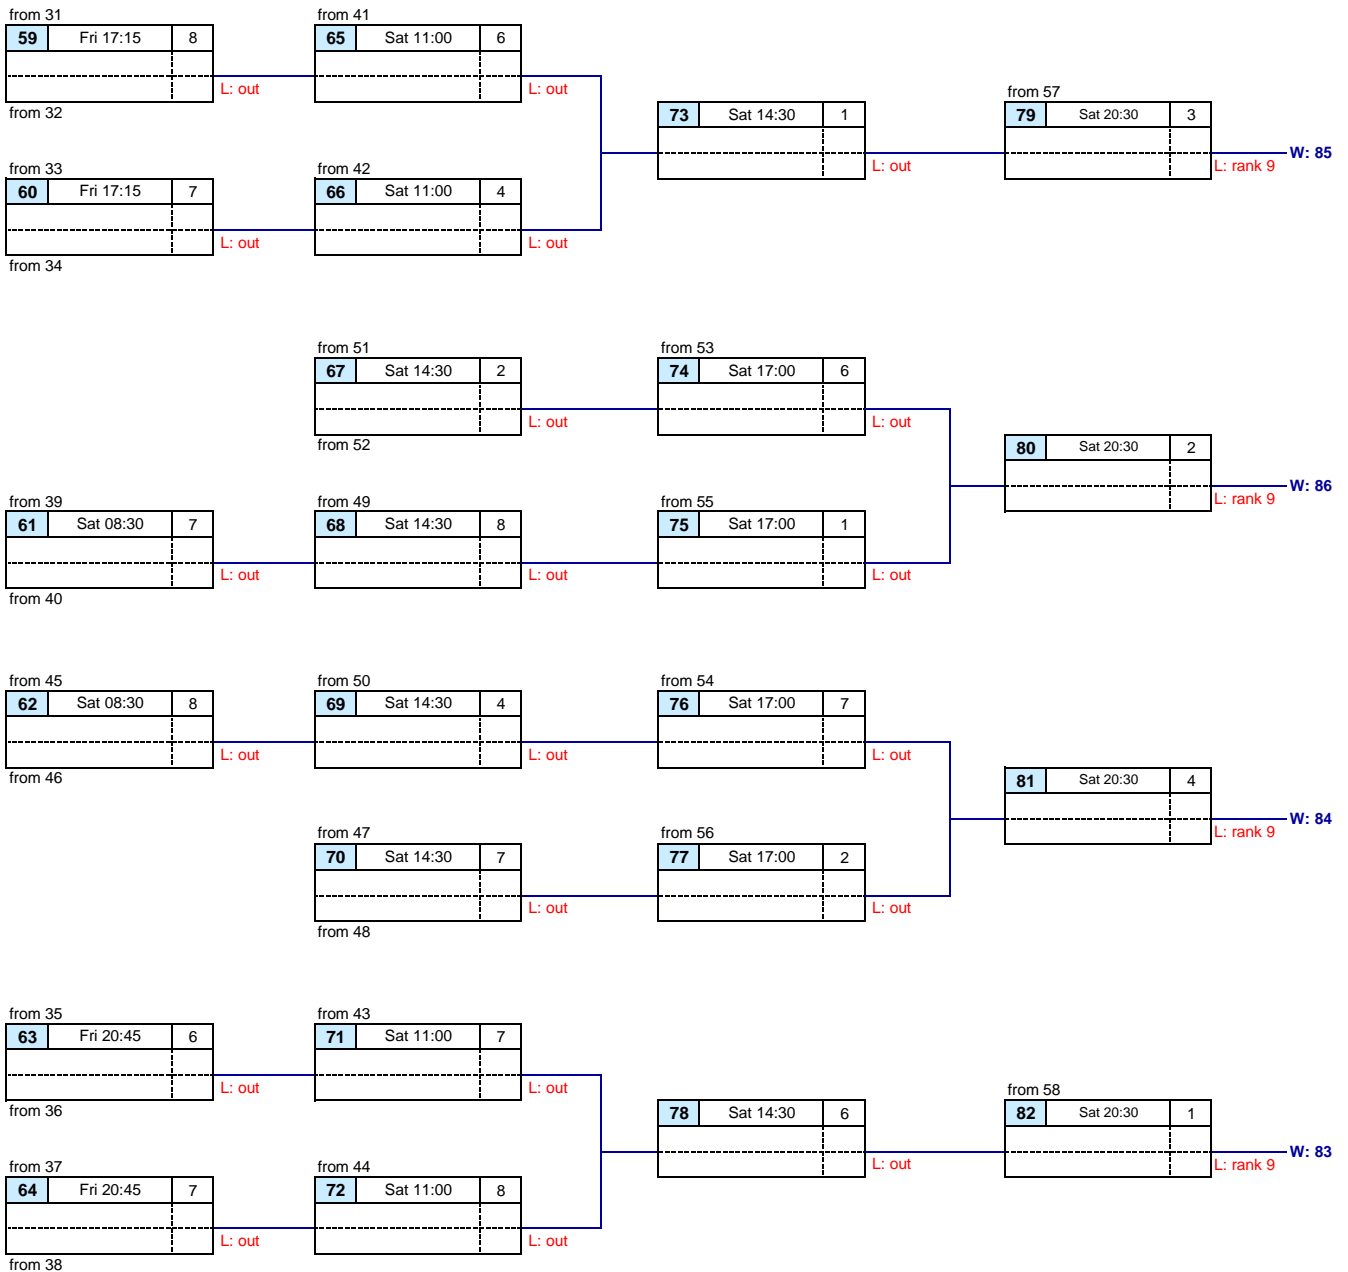 from 31 from 41
59 Fri 17:15 8 65 Sat 11:00 6
L: out L: out
from 32 from 57
73 Sat 14:30 1 79 Sat 20:30 3
W: 85
from 33 from 42 L: out L: rank 9
60 Fri 17:15 7 66 Sat 11:00 4
L: out L: out
from 34
from 51 from 53
67 Sat 14:30 2 74 Sat 17:00 6
L: out L: out
from 52
80 Sat 20:30 2
W: 86
from 39 from 49 from 55 L: rank 9
61 Sat 08:30 7 68 Sat 14:30 8 75 Sat 17:00 1
L: out L: out L: out
from 40
from 45 from 50 from 54
62 Sat 08:30 8 69 Sat 14:30 4 76 Sat 17:00 7
L: out L: out L: out
from 46
81 Sat 20:30 4
W: 84
from 47 from 56 L: rank 9
70 Sat 14:30 7 77 Sat 17:00 2
L: out L: out
from 48
from 35 from 43
63 Fri 20:45 6 71 Sat 11:00 7
L: out L: out
from 36 from 58
78 Sat 14:30 6 82 Sat 20:30 1
W: 83
from 37 from 44 L: out L: rank 9
64 Fri 20:45 7 72 Sat 11:00 8
L: out L: out
from 38